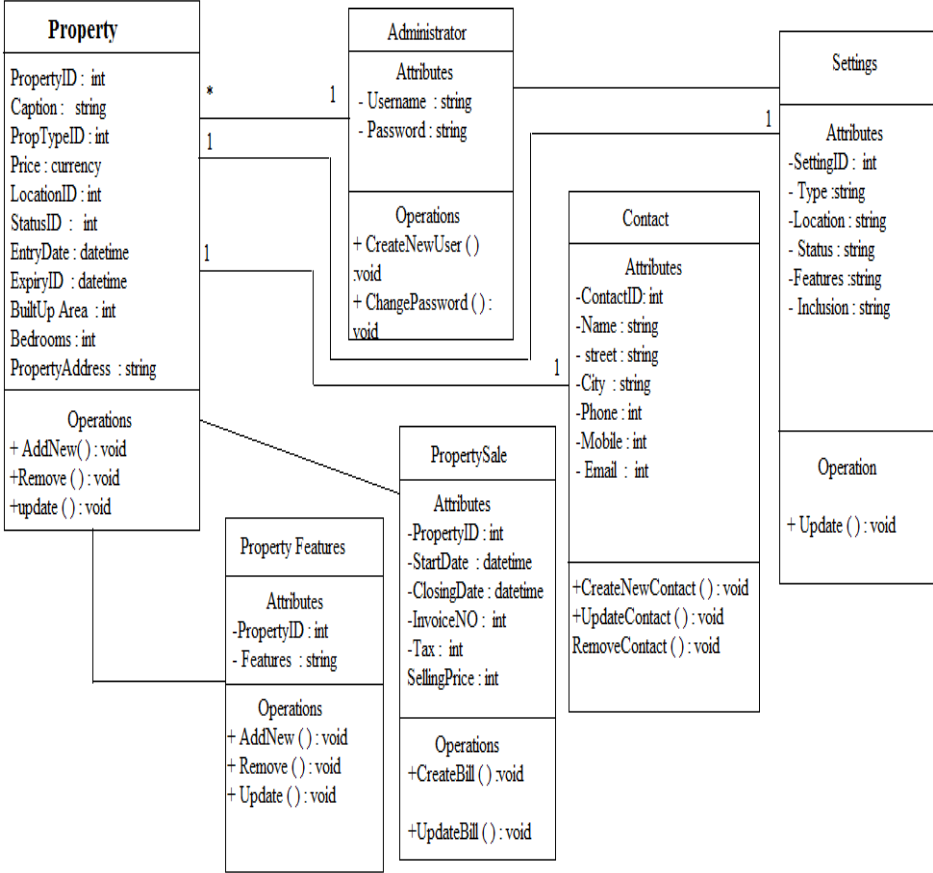 Property
PropertyID : int
Caption : string
PropTypeID : int
Price : currency
LocationID : int
StatusID : int
EntryDate : datetime
ExpiryID : datetime
BuiltUp Area : int
Bedrooms : int
PropertyAddress : string
Operations
+ AddNew( ) : void
+Remove ( ) : void
+update ( ) : void
*
1
1
1
1
1
Administrator
Attributes
- Username : string
- Password : string
Operations
+ CreateNewUser ( )
:void
+ ChangePassword ( ) :
void
Settings
Attributes
-SettingID : int
- Type :string
-Location : string
- Status : string
-Features :string
- Inclusion : string
Operation
+ Update ( ) : void
Contact
Attributes
-ContactID: int
-Name : string
- street : string
-City : string
-Phone : int
-Mobile : int
- Email : int
+CreateNewContact ( ) : void
+UpdateContact ( ) : void
RemoveContact ( ) : void
PropertySale
Attributes
-PropertyID : int
-StartDate : datetime
-ClosingDate : datetime
-InvoiceNO : int
-Tax : int
SellingPrice : int
Operations
+CreateBill ( ) :void
+UpdateBill ( ) : void
Property Features
Attributes
-PropertyID : int
- Features : string
Operations
+ AddNew ( ) : void
+ Remove ( ) : void
+ Update ( ) : void